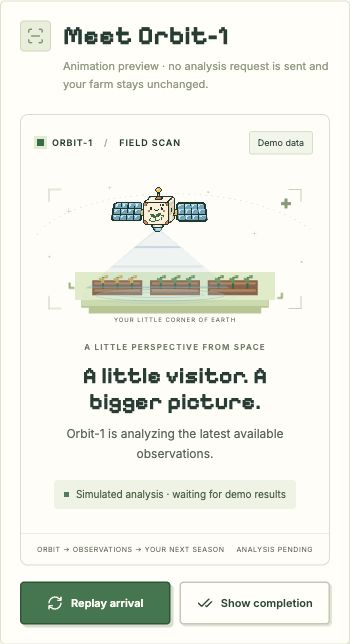 Meet Orbit-1
Animation preview · no analysis request is sent and
your farm stays unchanged.
ORBIT-1 / FIELD SCAN
Demo data
YOUR LITTLE CORNER OF EARTH
A LITTLE PERSPECTIVE FROM SPACE
A little visitor. A
bigger picture.
Orbit-1 is analyzing the latest available
observations.
Simulated analysis · waiting for demo results
ORBIT → OBSERVATIONS → YOUR NEXT SEASON ANALYSIS PENDING
Replay arrival
Show completion